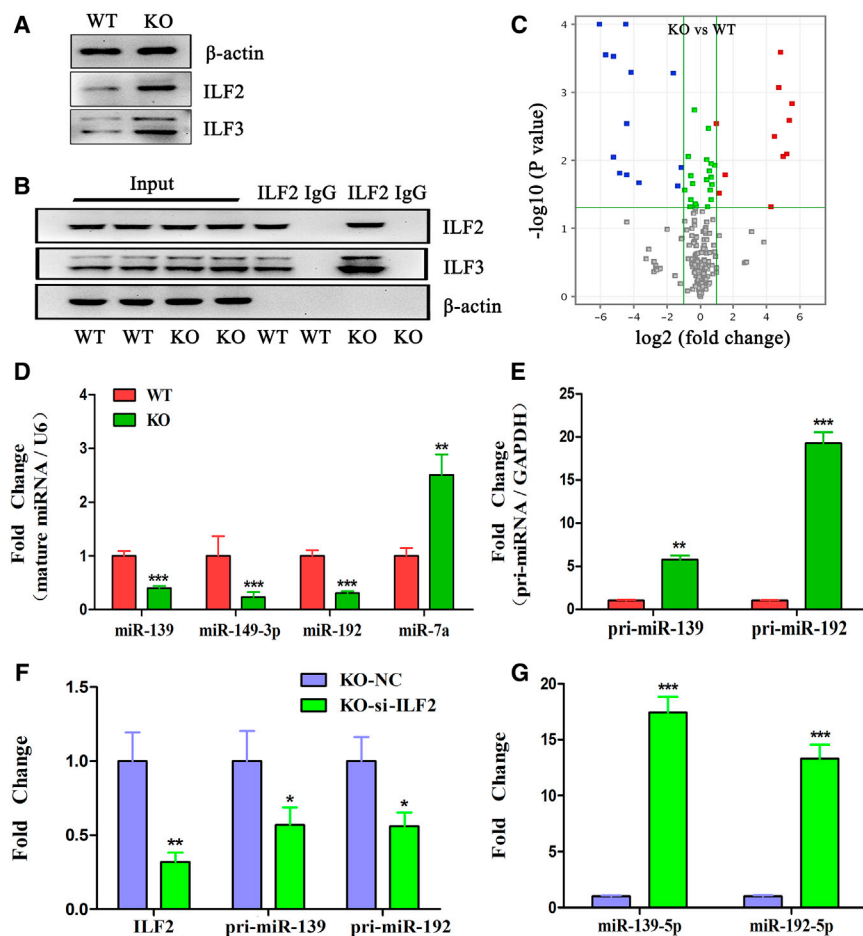 A
WT KO
β-actin
ILF2
ILF3
B
Input ILF2 IgG ILF2 IgG
ILF2
ILF3
β-actin
WT WT KO KO WT WT KO KO
C
KO vs WT
4
3
2
1
0
-log10 (P value)
-6 -4 -2 0 2 4 6
log2 (fold change)
D
WT
KO
4
3
2
1
0
Fold Change
(mature miRNA / U6)
*** *** *** **
miR-139 miR-149-3p miR-192 miR-7a
E
25
20
15
10
5
0
Fold Change
(pri-miRNA / GAPDH)
** ***
pri-miR-139 pri-miR-192
F
KO-NC
KO-si-ILF2
1.5
1.0
0.5
0.0
Fold Change
** * *
ILF2 pri-miR-139 pri-miR-192
G
20
15
10
5
0
Fold Change
*** ***
miR-139-5p miR-192-5p